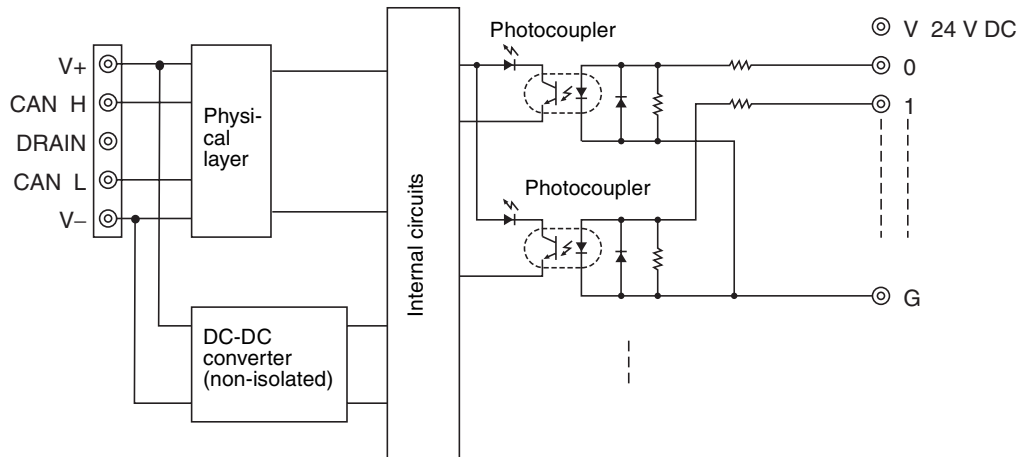 V+
CAN H
DRAIN
CAN L
V–
Physi-
cal
layer
DC-DC
converter
(non-isolated)
Internal circuits
Photocoupler
Photocoupler
V 24 V DC
0
1
G